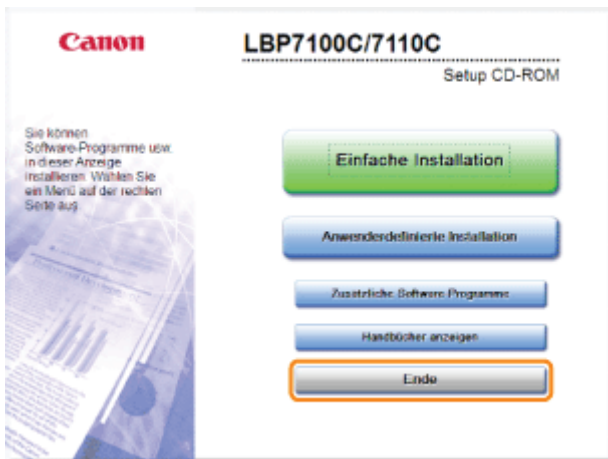 Canon
LBP7100C/7110C
Setup CD-ROM
Sie können
Software-Programme usw.
in dieser Anzeige
installieren. Wählen Sie
ein Menü auf der rechten
Seite aus.
Einfache Installation
Anwenderdefinierte Installation
Zusätzliche Software Programme
Handbücher anzeigen
Ende